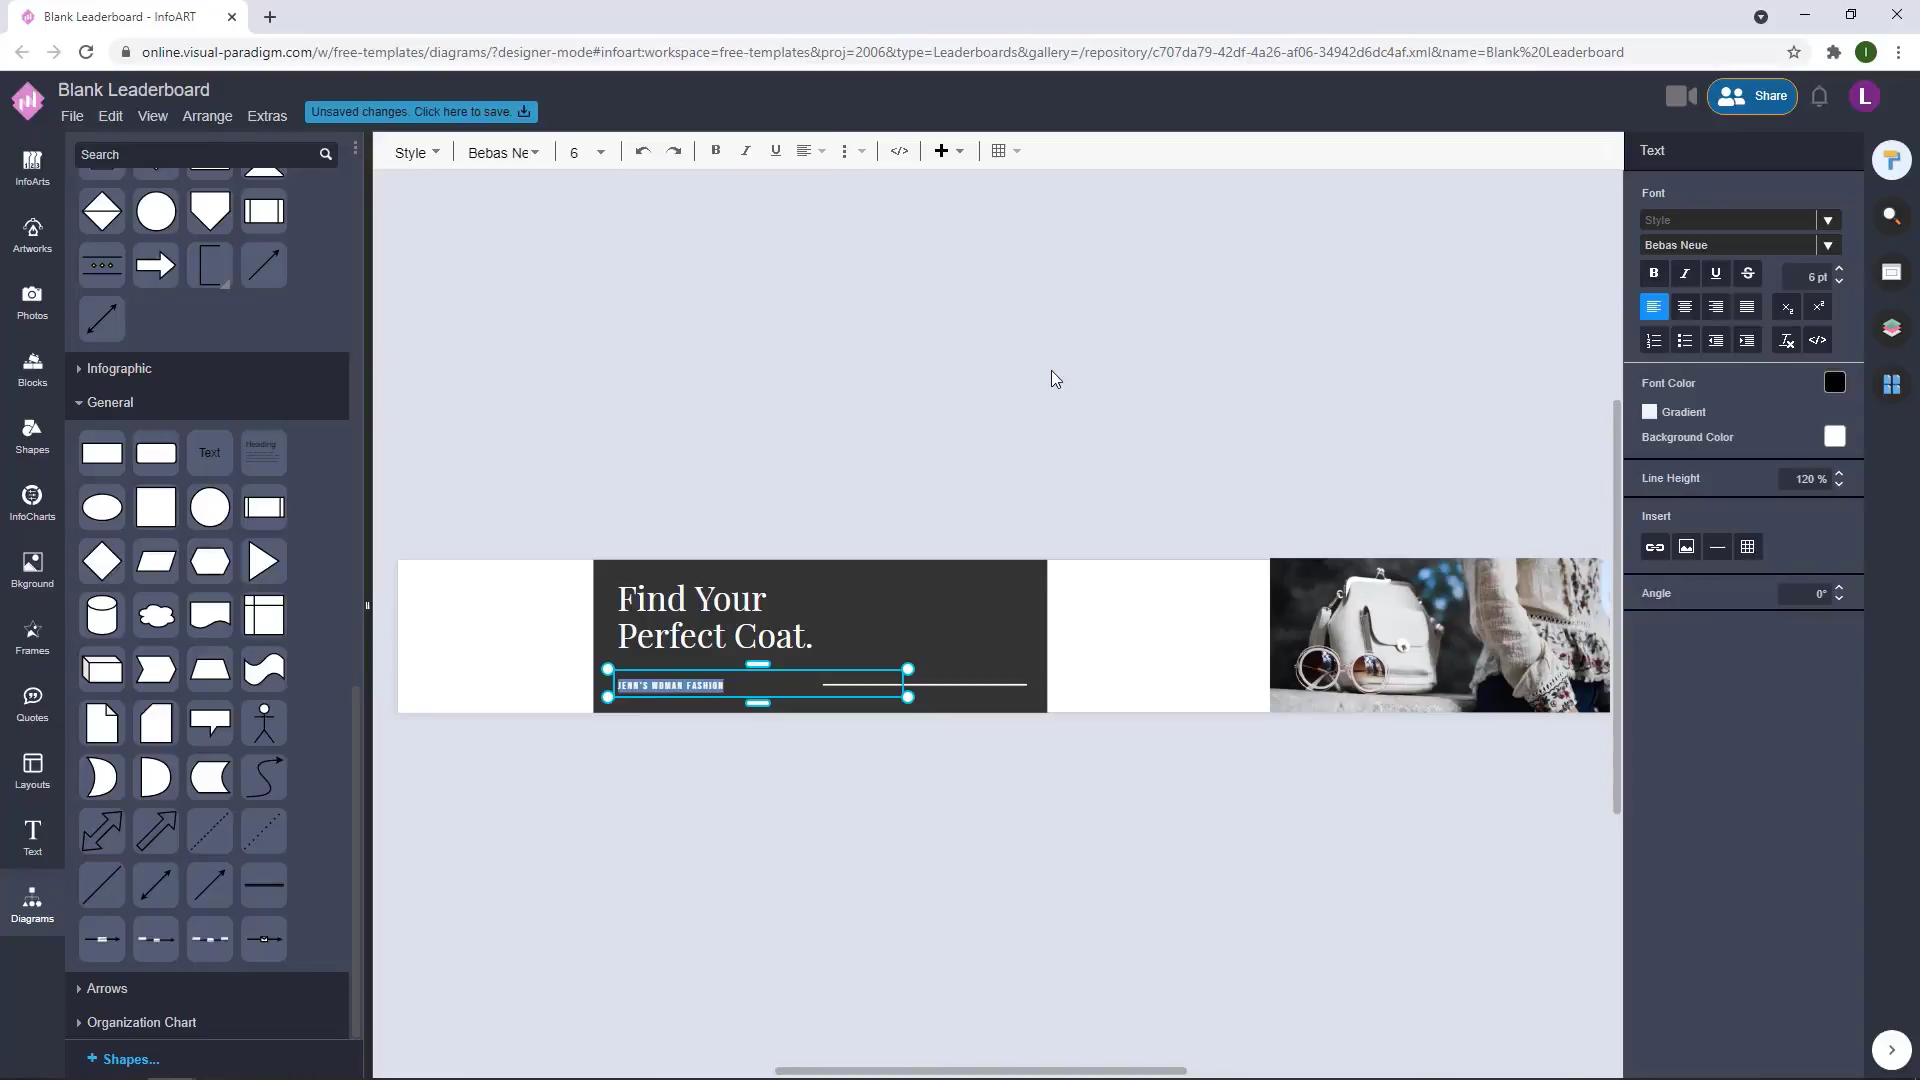 Blank Leaderboard - InfoART
online.visual-paradigm.com/w/free-templates/diagrams/?designer-mode#infoart:workspace=free-templates&proj=2006&type=Leaderboards&gallery=/repository/c707da79-42df-4a26-af06-34942d6dc4af.xml&name=Blank%20Leaderboard
I
Blank Leaderboard
File Edit View Arrange Extras
Unsaved changes. Click here to save.
Share
L
InfoArts
Artworks
Photos
Blocks
Shapes
InfoCharts
Bkground
Frames
Quotes
Layouts
T
Text
Diagrams
Search
Infographic
General
Text
Heading
Arrows
Organization Chart
+ Shapes...
Style
Bebas Ne
6
B I U
</>
Find Your
Perfect Coat.
JENN'S WOMAN FASHION
Text
Font
Style
Bebas Neue
B I U S
6 pt
Font Color
Gradient
Background Color
Line Height
120 %
Insert
Angle
0°